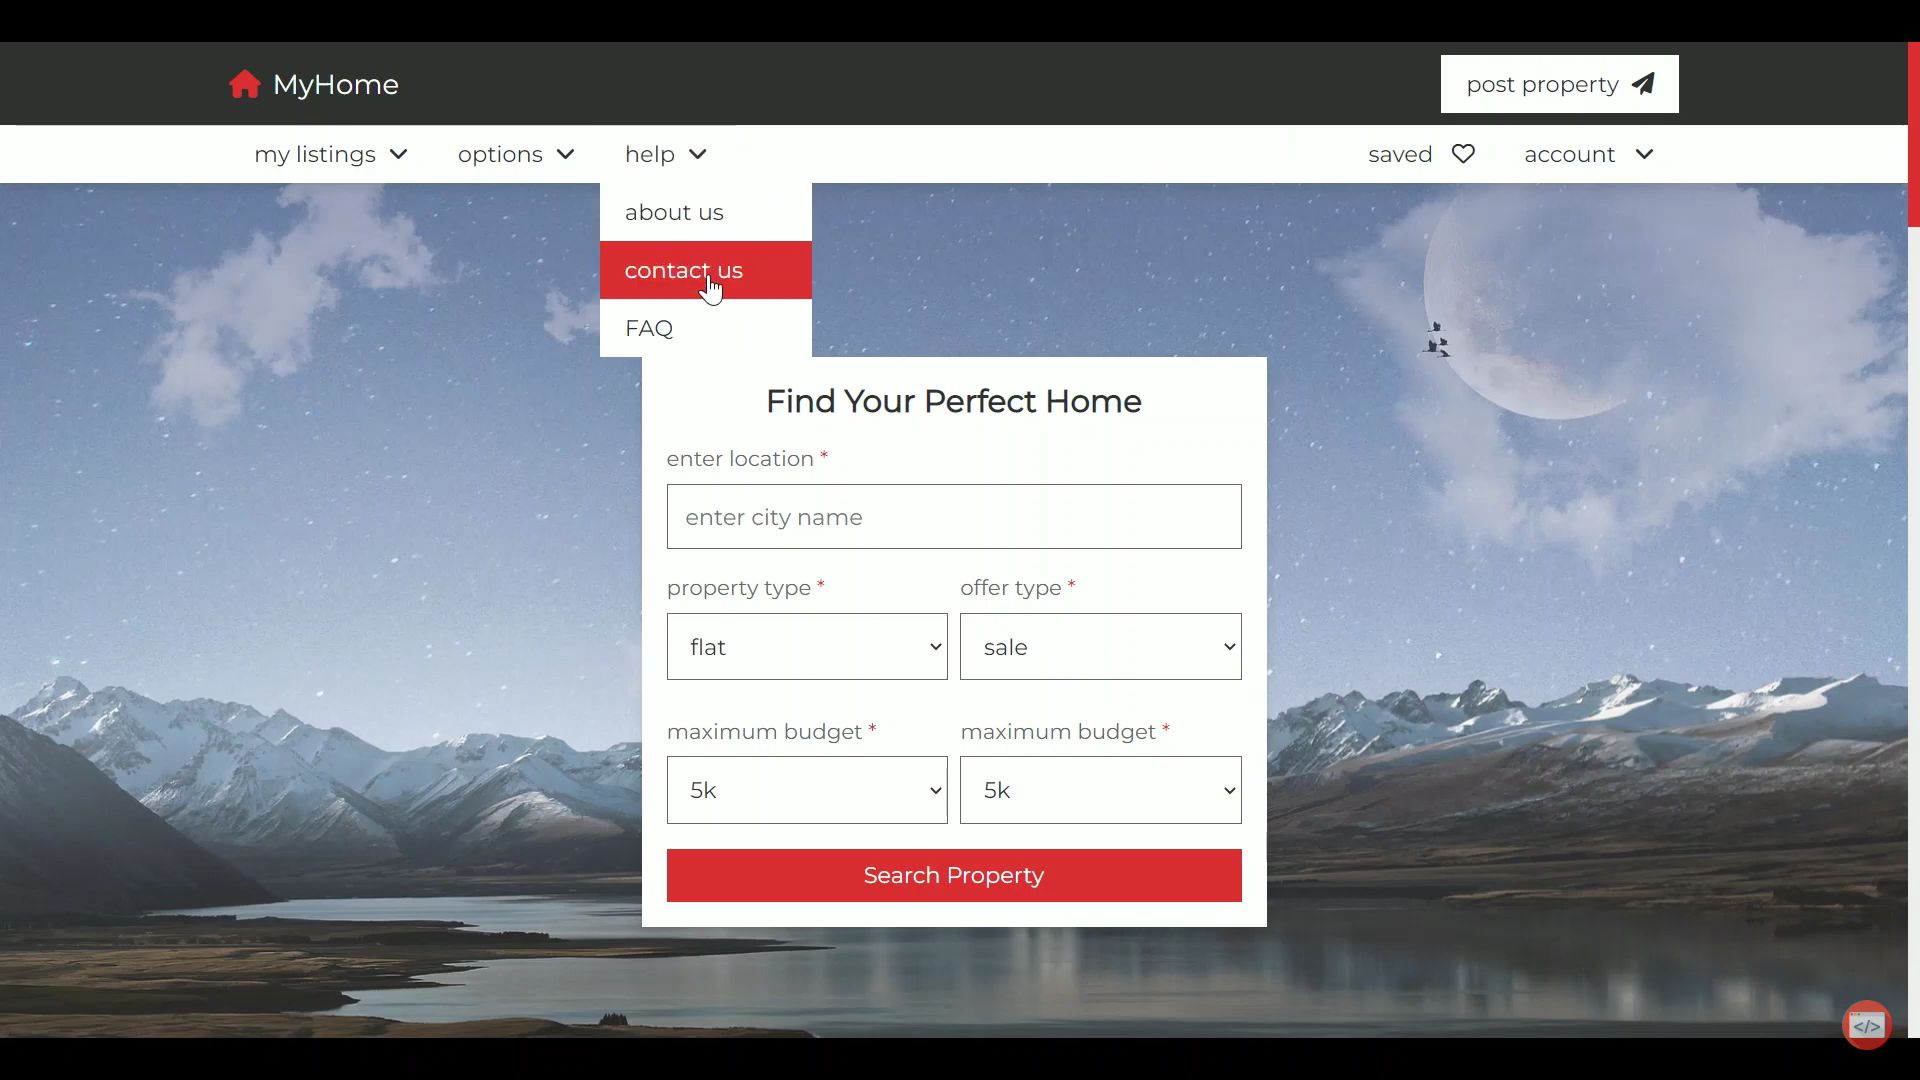 MyHome
post property
my listings
options
help
saved
account
about us
contact us
FAQ
Find Your Perfect Home
enter location *
enter city name
property type *
offer type *
flat
sale
maximum budget *
maximum budget *
5k
5k
Search Property
</>